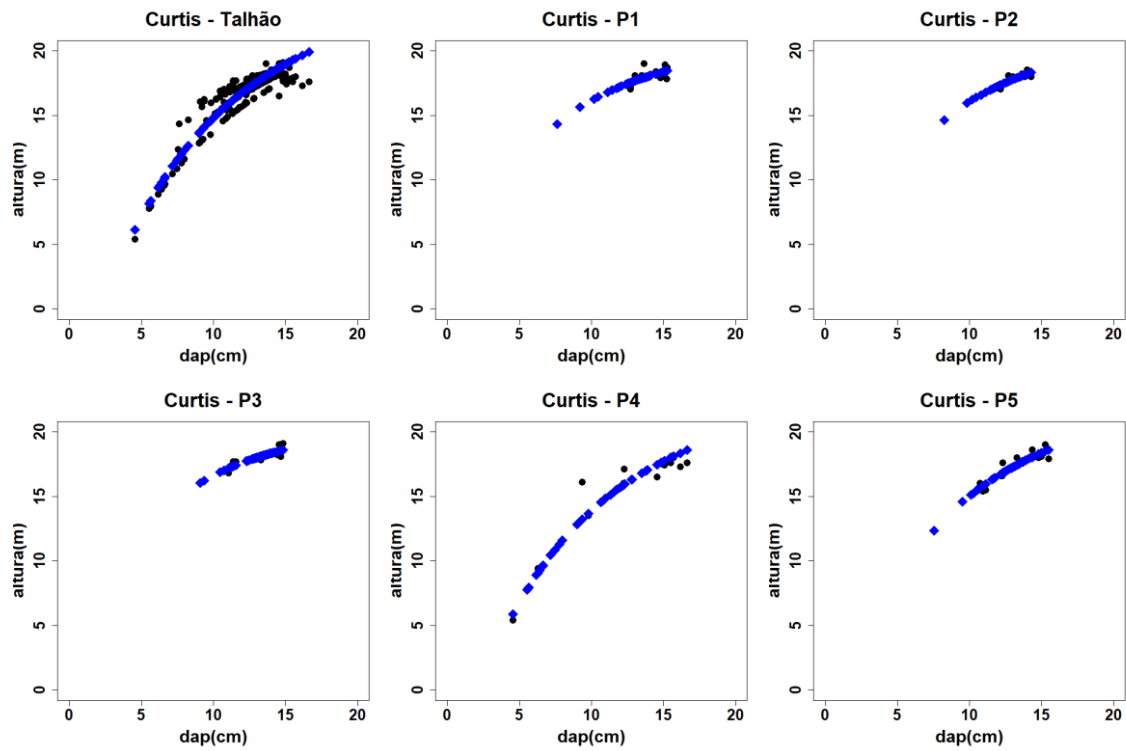 Curtis - Talhão
altura(m)
20
15
10
5
0
0 5 10 15 20
dap(cm)
Curtis - P1
altura(m)
20
15
10
5
0
0 5 10 15 20
dap(cm)
Curtis - P2
altura(m)
20
15
10
5
0
0 5 10 15 20
dap(cm)
Curtis - P3
altura(m)
20
15
10
5
0
0 5 10 15 20
dap(cm)
Curtis - P4
altura(m)
20
15
10
5
0
0 5 10 15 20
dap(cm)
Curtis - P5
altura(m)
20
15
10
5
0
0 5 10 15 20
dap(cm)